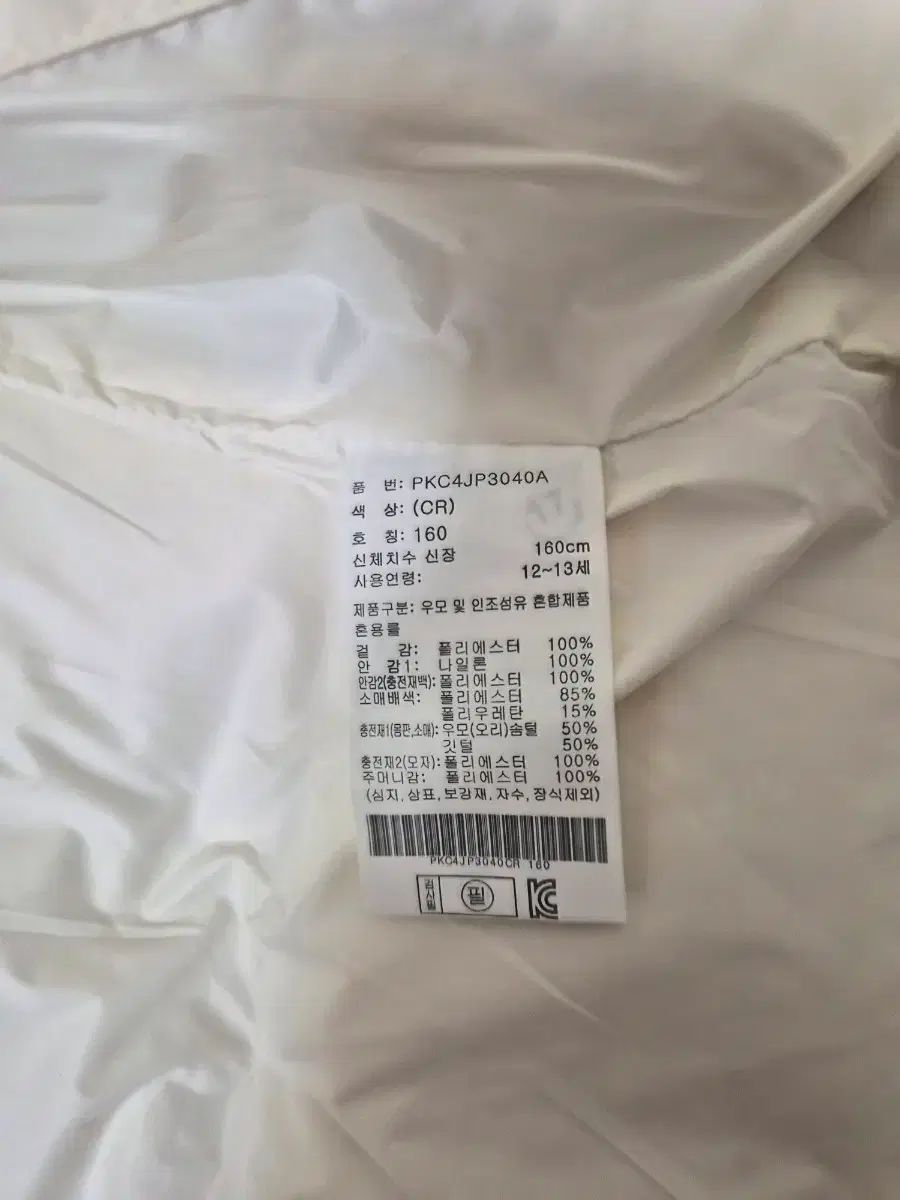 품 번: PKC4JP3040A
색 상: (CR)
호 칭: 160
신체치수 신장 160cm
사용연령: 12~13세
제품구분: 우모 및 인조섬유 혼합제품
혼용률
겉 감: 폴리에스터 100%
안 감1: 나일론 100%
안감2(충전재백): 폴리에스터 100%
소매배색: 폴리에스터 85%
폴리우레탄 15%
충전재1(몸판,소매): 우모(오리)솜털 50%
깃털 50%
충전재2(모자): 폴리에스터 100%
주머니감: 폴리에스터 100%
(심지, 상표, 보강재, 자수, 장식제외)
PKC4JP3040CR 160
검사필 필 KC